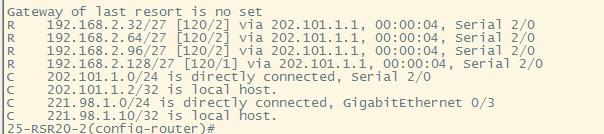 Gateway of last resort is no set
R    192.168.2.32/27 [120/2] via 202.101.1.1, 00:00:04, Serial 2/0
R    192.168.2.64/27 [120/2] via 202.101.1.1, 00:00:04, Serial 2/0
R    192.168.2.96/27 [120/2] via 202.101.1.1, 00:00:04, Serial 2/0
R    192.168.2.128/27 [120/1] via 202.101.1.1, 00:00:04, Serial 2/0
C    202.101.1.0/24 is directly connected, Serial 2/0
C    202.101.1.2/32 is local host.
C    221.98.1.0/24 is directly connected, GigabitEthernet 0/3
C    221.98.1.10/32 is local host.
25-RSR20-2(config-router)#